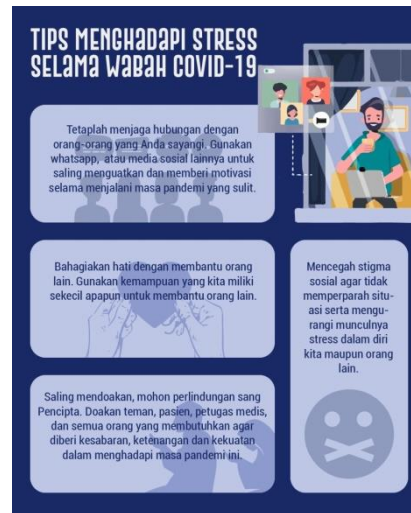 TIPS MENGHADAPI STRESS
SELAMA WABAH COVID-19
Tetaplah menjaga hubungan dengan
orang-orang yang Anda sayangi. Gunakan
whatsapp, atau media sosial lainnya untuk
saling menguatkan dan memberi motivasi
selama menjalani masa pandemi yang sulit.
Bahagiakan hati dengan membantu orang
lain. Gunakan kemampuan yang kita miliki
sekecil apapun untuk membantu orang lain.
Mencegah stigma
sosial agar tidak
memperparah situ-
asi serta mengu-
rangi munculnya
stress dalam diri
kita maupun orang
lain.
Saling mendoakan, mohon perlindungan sang
Pencipta. Doakan teman, pasien, petugas medis,
dan semua orang yang membutuhkan agar
diberi kesabaran, ketenangan dan kekuatan
dalam menghadapi masa pandemi ini.